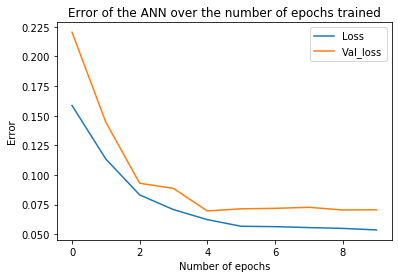 Error of the ANN over the number of epochs trained
Loss
Val_loss
Error
0.225
0.200
0.175
0.150
0.125
0.100
0.075
0.050
0 2 4 6 8
Number of epochs